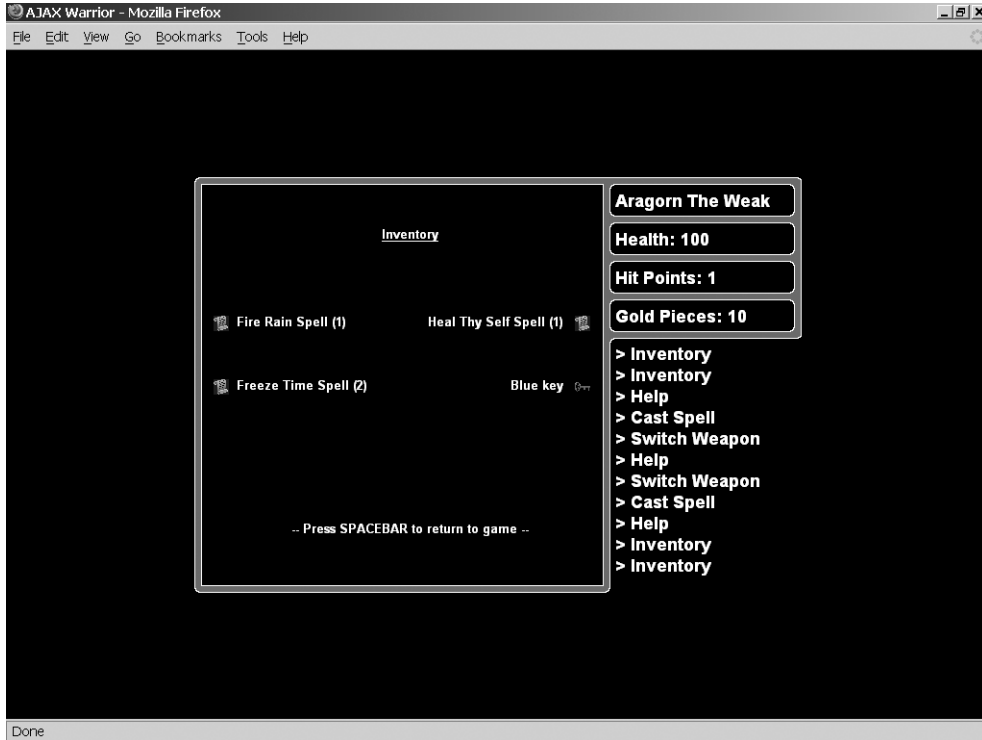 AJAX Warrior - Mozilla Firefox
File Edit View Go Bookmarks Tools Help
Inventory
Fire Rain Spell (1) Heal Thy Self Spell (1)
Freeze Time Spell (2) Blue key
-- Press SPACEBAR to return to game --
Aragorn The Weak
Health: 100
Hit Points: 1
Gold Pieces: 10
> Inventory
> Inventory
> Help
> Cast Spell
> Switch Weapon
> Help
> Switch Weapon
> Cast Spell
> Help
> Inventory
> Inventory
Done